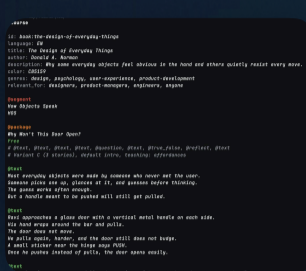 id: book:the-design-of-everyday-things
language: EN
title: The Design of Everyday Things
author: Donald A. Norman
description: Why some everyday objects feel obvious in the hand and others quietly resist every move.
color: C85159
genres: design, psychology, user-experience, product-development
relevant_for: designers, product-managers, engineers, anyone
@segment
How Objects Speak
HOS
@package
Why Won't This Door Open?
Free
# @text, @text, @text, @text, @question, @text, @true_false, @reflect, @text
# Variant C (3 stories), default intro, teaching: affordances
@text
Most everyday objects were made by someone who never met the user.
Someone picks one up, glances at it, and guesses before thinking.
The guess works often enough.
But a handle meant to be pushed will still get pulled.
@text
approaches a glass door with a vertical metal handle on each side.
His hand wraps around the bar and pulls.
The door does not move.
He pulls again, harder, and the door still does not budge.
A small sticker near the hinge says PUSH.
Once he pushes instead of pulls, the door opens easily.
@text